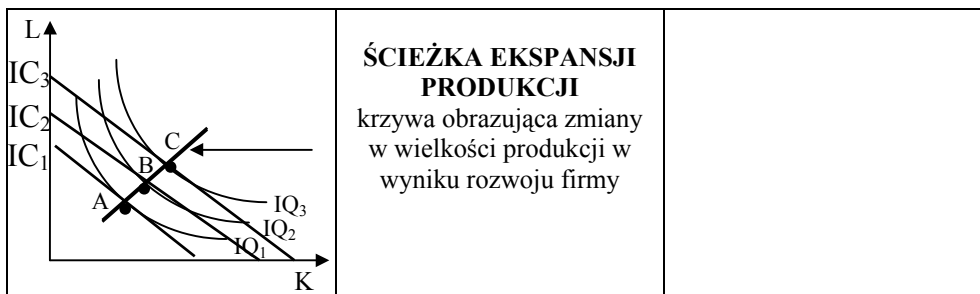 L
IC₃
IC₂
IC₁
C
B
A
IQ₃
IQ₂
IQ₁
K
ŚCIEŻKA EKSPANSJI
PRODUKCJI
krzywa obrazująca zmiany
w wielkości produkcji w
wyniku rozwoju firmy